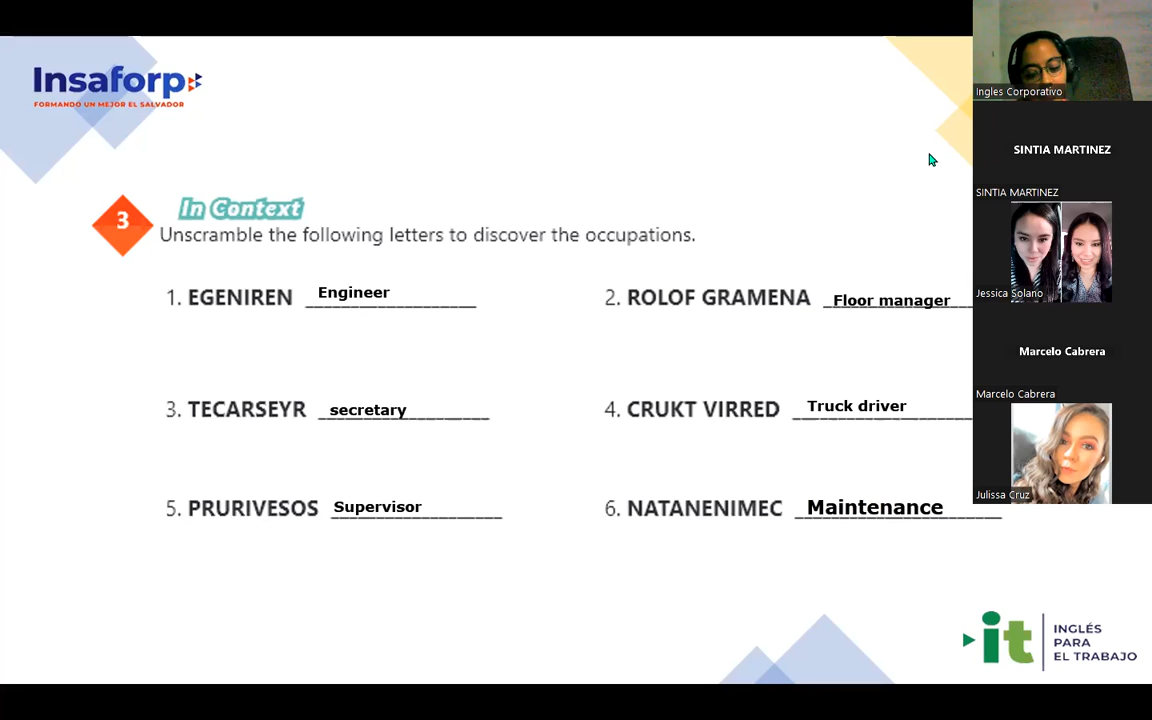 Insaforp
FORMANDO UN MEJOR EL SALVADOR
3
In Context
Unscramble the following letters to discover the occupations.
1. EGENIREN Engineer
2. ROLOF GRAMENA Floor manager
3. TECARSEYR secretary
4. CRUKT VIRRED Truck driver
5. PRURIVESOS Supervisor
6. NATANENIMEC Maintenance
it
INGLÉS
PARA
EL TRABAJO
Ingles Corporativo
SINTIA MARTINEZ
SINTIA MARTINEZ
Jessica Solano
Marcelo Cabrera
Marcelo Cabrera
Julissa Cruz